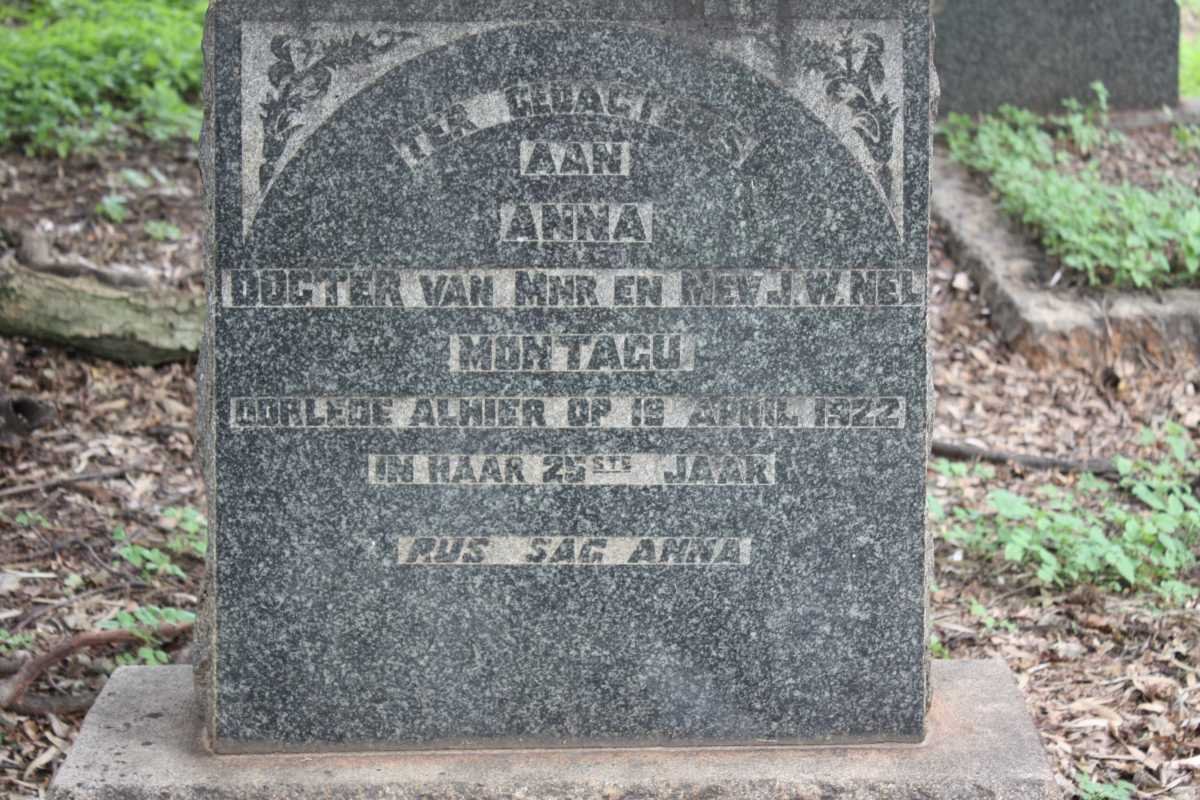 TER GEDAGTENIS
AAN
ANNA
DOGTER VAN MNR EN MEV J.W. NEL
MONTAGU
OORLEDE ALHIER OP 19 APRIL 1922
IN HAAR 25STE JAAR
RUS SAG ANNA